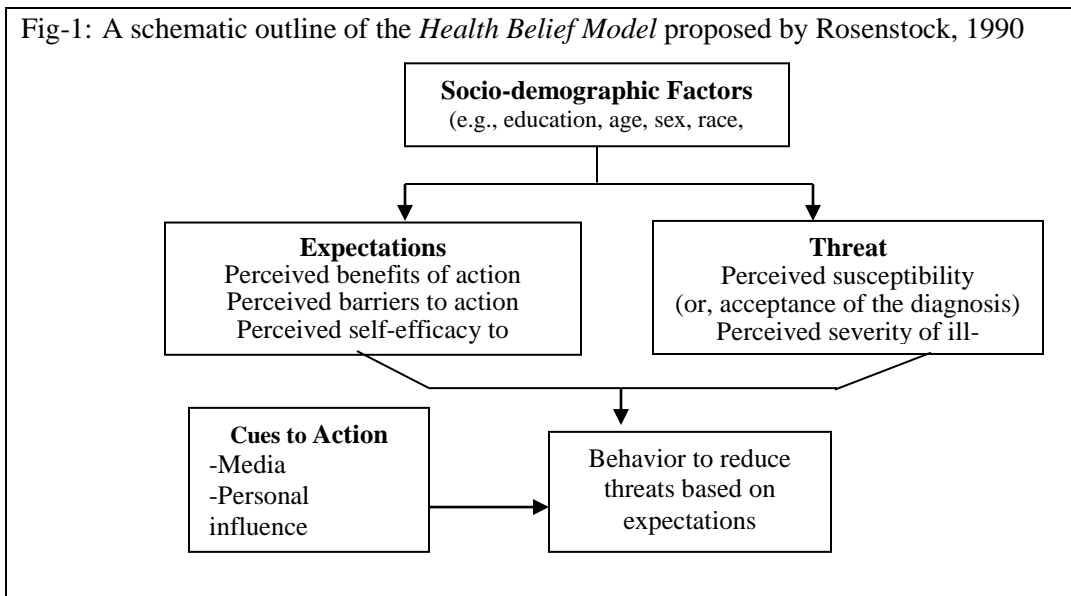 Fig-1: A schematic outline of the Health Belief Model proposed by Rosenstock, 1990
Socio-demographic Factors
(e.g., education, age, sex, race,
Expectations
Perceived benefits of action
Perceived barriers to action
Perceived self-efficacy to
Threat
Perceived susceptibility
(or, acceptance of the diagnosis)
Perceived severity of ill-
Cues to Action
-Media
-Personal
influence
Behavior to reduce
threats based on
expectations